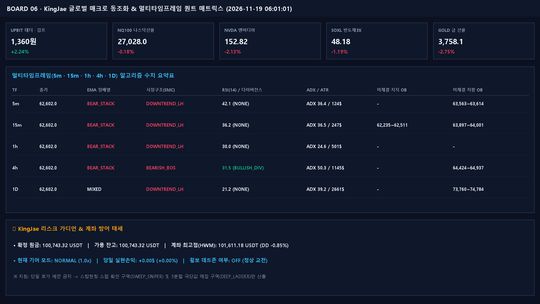 BOARD 06 - KingJae 글로벌 매크로 동조화 & 멀티타임프레임 퀀트 매트릭스 (2026-11-19 06:01:01)
UPBIT 테더 · 김프
1,360원
+2.24%
NQ100 나스닥선물
27,028.0
-0.18%
NVDA 엔비디아
152.82
-2.13%
SOXL 반도체3X
48.18
-1.19%
GOLD 금 선물
3,758.1
-2.75%
멀티타임프레임(5m · 15m · 1h · 4h · 1D) 알고리즘 수치 요약표
TF 종가 EMA 정배열 시장구조(SMC) RSI(14) / 다이버전스 ADX / ATR 미체결 지지 OB 미체결 저항 OB
5m 62,602.0 BEAR_STACK DOWNTREND_LH 42.1 (NONE) ADX 36.4 / 124$ - 63,563~63,614
15m 62,602.0 BEAR_STACK DOWNTREND_LH 36.2 (NONE) ADX 36.5 / 247$ 62,235~62,511 63,897~64,001
1h 62,602.0 BEAR_STACK DOWNTREND_LH 30.0 (NONE) ADX 24.6 / 501$ - -
4h 62,602.0 BEAR_STACK BEARISH_BOS 31.5 (BULLISH_DIV) ADX 50.3 / 1145$ - 64,424~64,937
1D 62,602.0 MIXED DOWNTREND_LH 21.2 (NONE) ADX 39.2 / 2661$ - 73,760~74,784
KingJae 리스크 가디언 & 계좌 방어 태세
• 확정 원금: 100,743.32 USDT | 가용 잔고: 100,743.32 USDT | 계좌 최고점(HWM): 101,611.18 USDT (DD -0.85%)
• 현재 기어 모드: NORMAL (1.0x) | 당일 실현손익: +0.00$ (+0.00%) | 월보 데드존 여부: OFF (정상 교전)